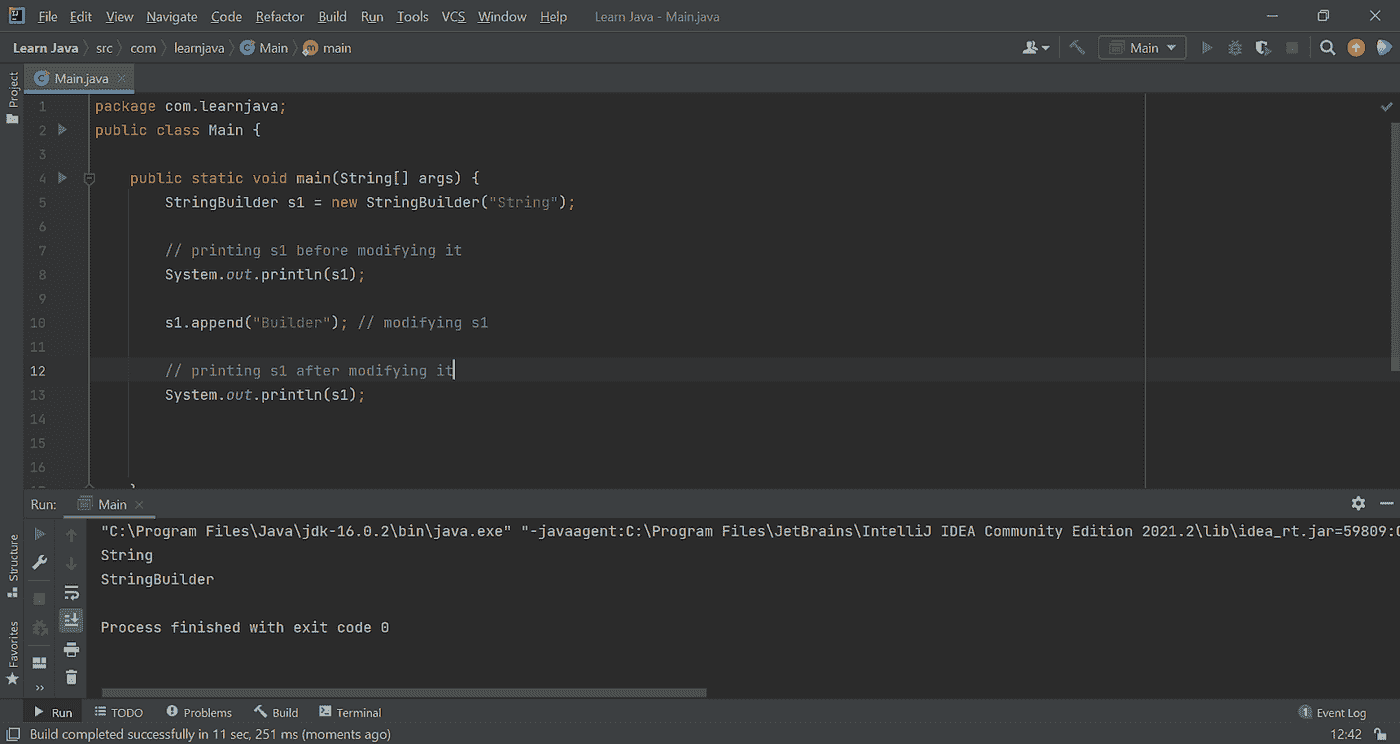 File Edit View Navigate Code Refactor Build Run Tools VCS Window Help Learn Java - Main.java
Learn Java src com learnjava Main main Main
Project
Main.java
1 package com.learnjava;
2 public class Main {
3
4 public static void main(String[] args) {
5 StringBuilder s1 = new StringBuilder("String");
6
7 // printing s1 before modifying it
8 System.out.println(s1);
9
10 s1.append("Builder"); // modifying s1
11
12 // printing s1 after modifying it
13 System.out.println(s1);
14
15
16
Run: Main
"C:\Program Files\Java\jdk-16.0.2\bin\java.exe" "-javaagent:C:\Program Files\JetBrains\IntelliJ IDEA Community Edition 2021.2\lib\idea_rt.jar=59809:
String
StringBuilder
Process finished with exit code 0
Structure
Favorites
Run TODO Problems Build Terminal 1 Event Log
Build completed successfully in 11 sec, 251 ms (moments ago) 12:42